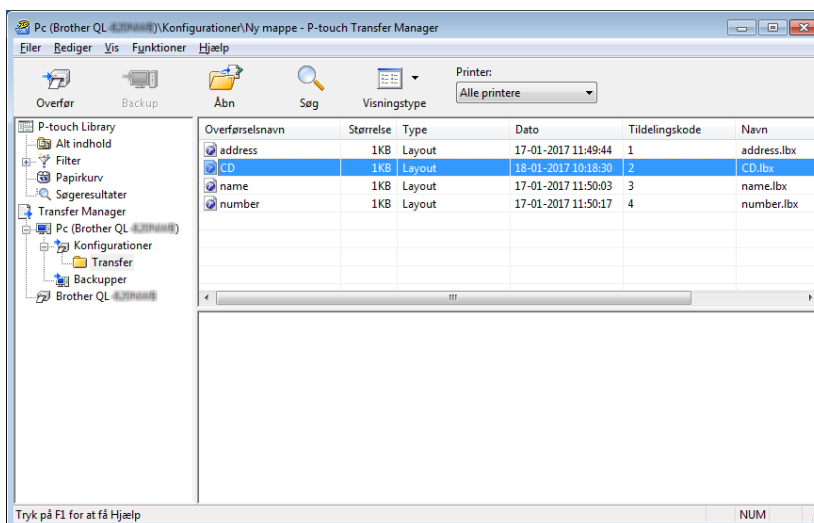 Pc (Brother QL-)\Konfigurationer\Ny mappe - P-touch Transfer Manager
Filer Rediger Vis Funktioner Hjælp
Overfør Backup Åbn Søg Visningstype
Printer:
Alle printere
P-touch Library
Alt indhold
Filter
Papirkurv
Søgeresultater
Transfer Manager
Pc (Brother QL-)
Konfigurationer
Transfer
Backupper
Brother QL-
Overførselsnavn Størrelse Type Dato Tildelingskode Navn
address 1KB Layout 17-01-2017 11:49:44 1 address.lbx
CD 1KB Layout 18-01-2017 10:18:30 2 CD.lbx
name 1KB Layout 17-01-2017 11:50:03 3 name.lbx
number 1KB Layout 17-01-2017 11:50:17 4 number.lbx
Tryk på F1 for at få Hjælp NUM